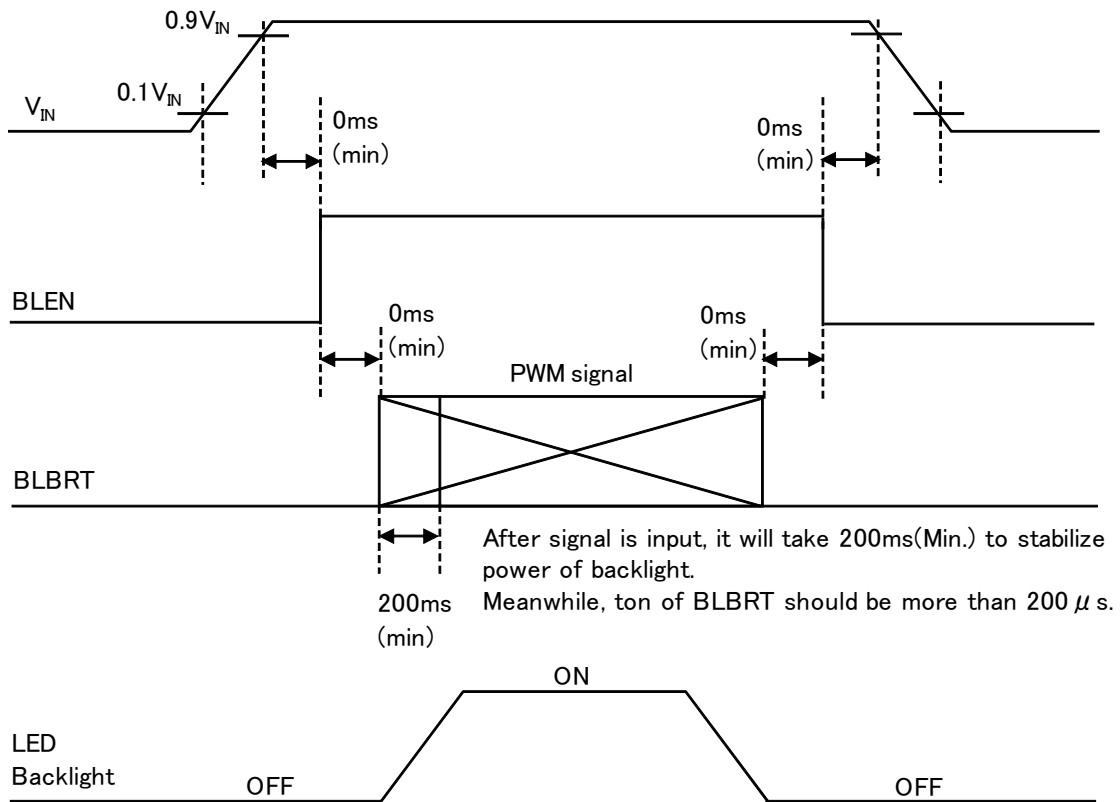 0.9VIN
0.1VIN
VIN
0ms
(min)
0ms
(min)
BLEN
0ms
(min)
0ms
(min)
PWM signal
BLBRT
After signal is input, it will take 200ms(Min.) to stabilize
power of backlight.
200ms
(min)
Meanwhile, ton of BLBRT should be more than 200 μ s.
ON
LED
Backlight
OFF
OFF